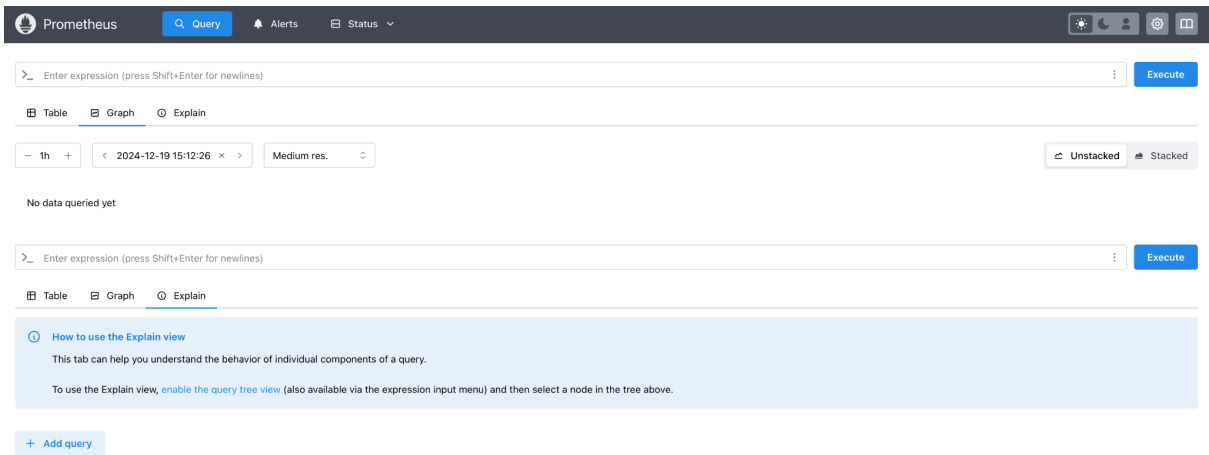 Prometheus Query Alerts Status
>_ Enter expression (press Shift+Enter for newlines) Execute
Table Graph Explain
− 1h + < 2024-12-19 15:12:26 × > Medium res. Unstacked Stacked
No data queried yet
>_ Enter expression (press Shift+Enter for newlines) Execute
Table Graph Explain
How to use the Explain view
This tab can help you understand the behavior of individual components of a query.
To use the Explain view, enable the query tree view (also available via the expression input menu) and then select a node in the tree above.
+ Add query